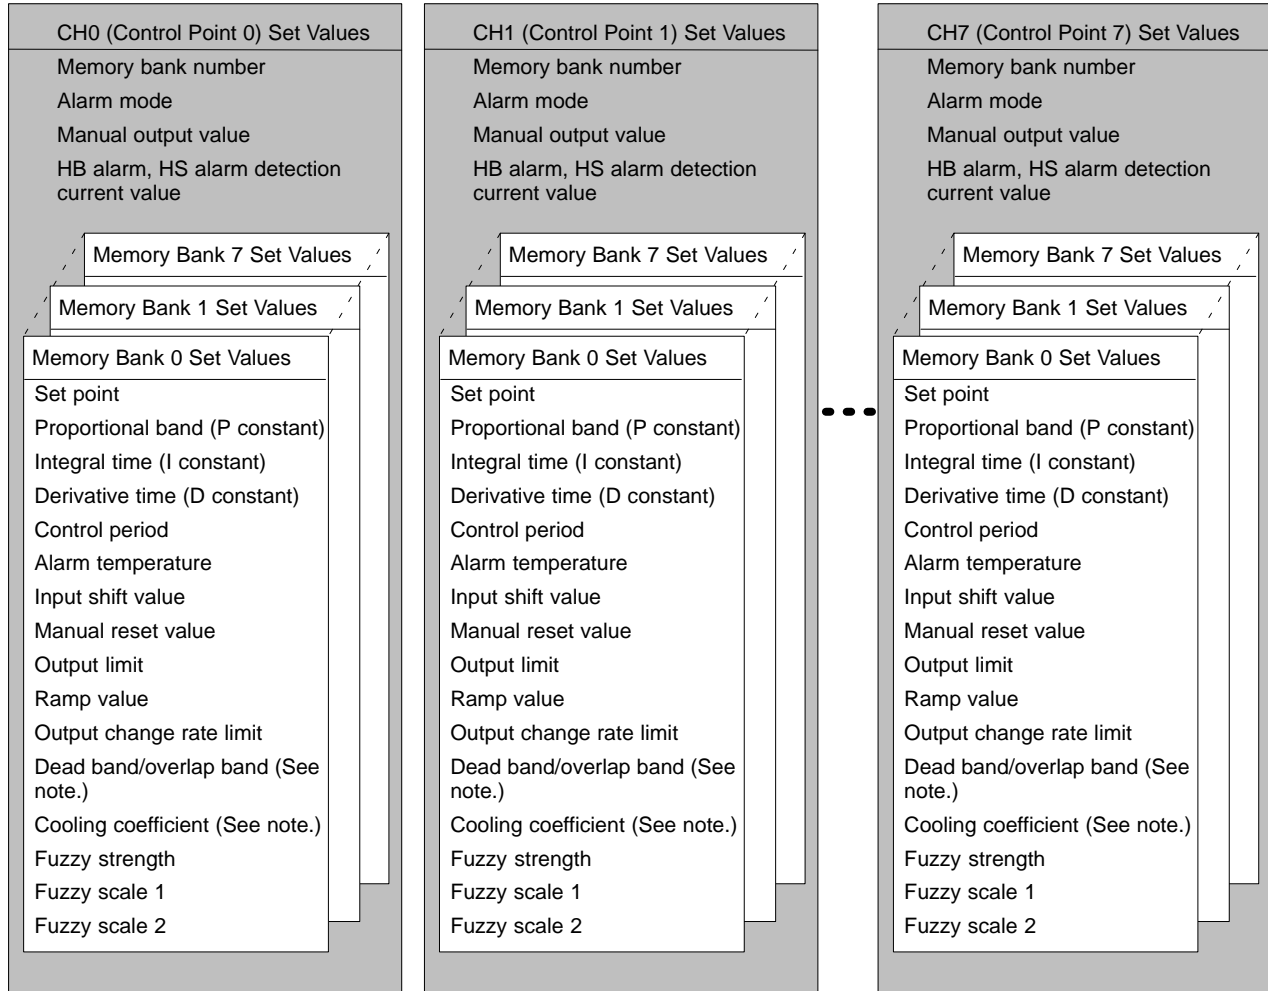 CH0 (Control Point 0) Set Values
Memory bank number
Alarm mode
Manual output value
HB alarm, HS alarm detection
current value
Memory Bank 7 Set Values
Memory Bank 1 Set Values
Memory Bank 0 Set Values
Set point
Proportional band (P constant)
Integral time (I constant)
Derivative time (D constant)
Control period
Alarm temperature
Input shift value
Manual reset value
Output limit
Ramp value
Output change rate limit
Dead band/overlap band (See
note.)
Cooling coefficient (See note.)
Fuzzy strength
Fuzzy scale 1
Fuzzy scale 2
CH1 (Control Point 1) Set Values
Memory bank number
Alarm mode
Manual output value
HB alarm, HS alarm detection
current value
Memory Bank 7 Set Values
Memory Bank 1 Set Values
Memory Bank 0 Set Values
Set point
Proportional band (P constant)
Integral time (I constant)
Derivative time (D constant)
Control period
Alarm temperature
Input shift value
Manual reset value
Output limit
Ramp value
Output change rate limit
Dead band/overlap band (See
note.)
Cooling coefficient (See note.)
Fuzzy strength
Fuzzy scale 1
Fuzzy scale 2
CH7 (Control Point 7) Set Values
Memory bank number
Alarm mode
Manual output value
HB alarm, HS alarm detection
current value
Memory Bank 7 Set Values
Memory Bank 1 Set Values
Memory Bank 0 Set Values
Set point
Proportional band (P constant)
Integral time (I constant)
Derivative time (D constant)
Control period
Alarm temperature
Input shift value
Manual reset value
Output limit
Ramp value
Output change rate limit
Dead band/overlap band (See
note.)
Cooling coefficient (See note.)
Fuzzy strength
Fuzzy scale 1
Fuzzy scale 2